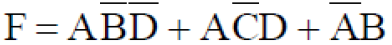 F = AB̅D̅ + AC̅D + A̅B